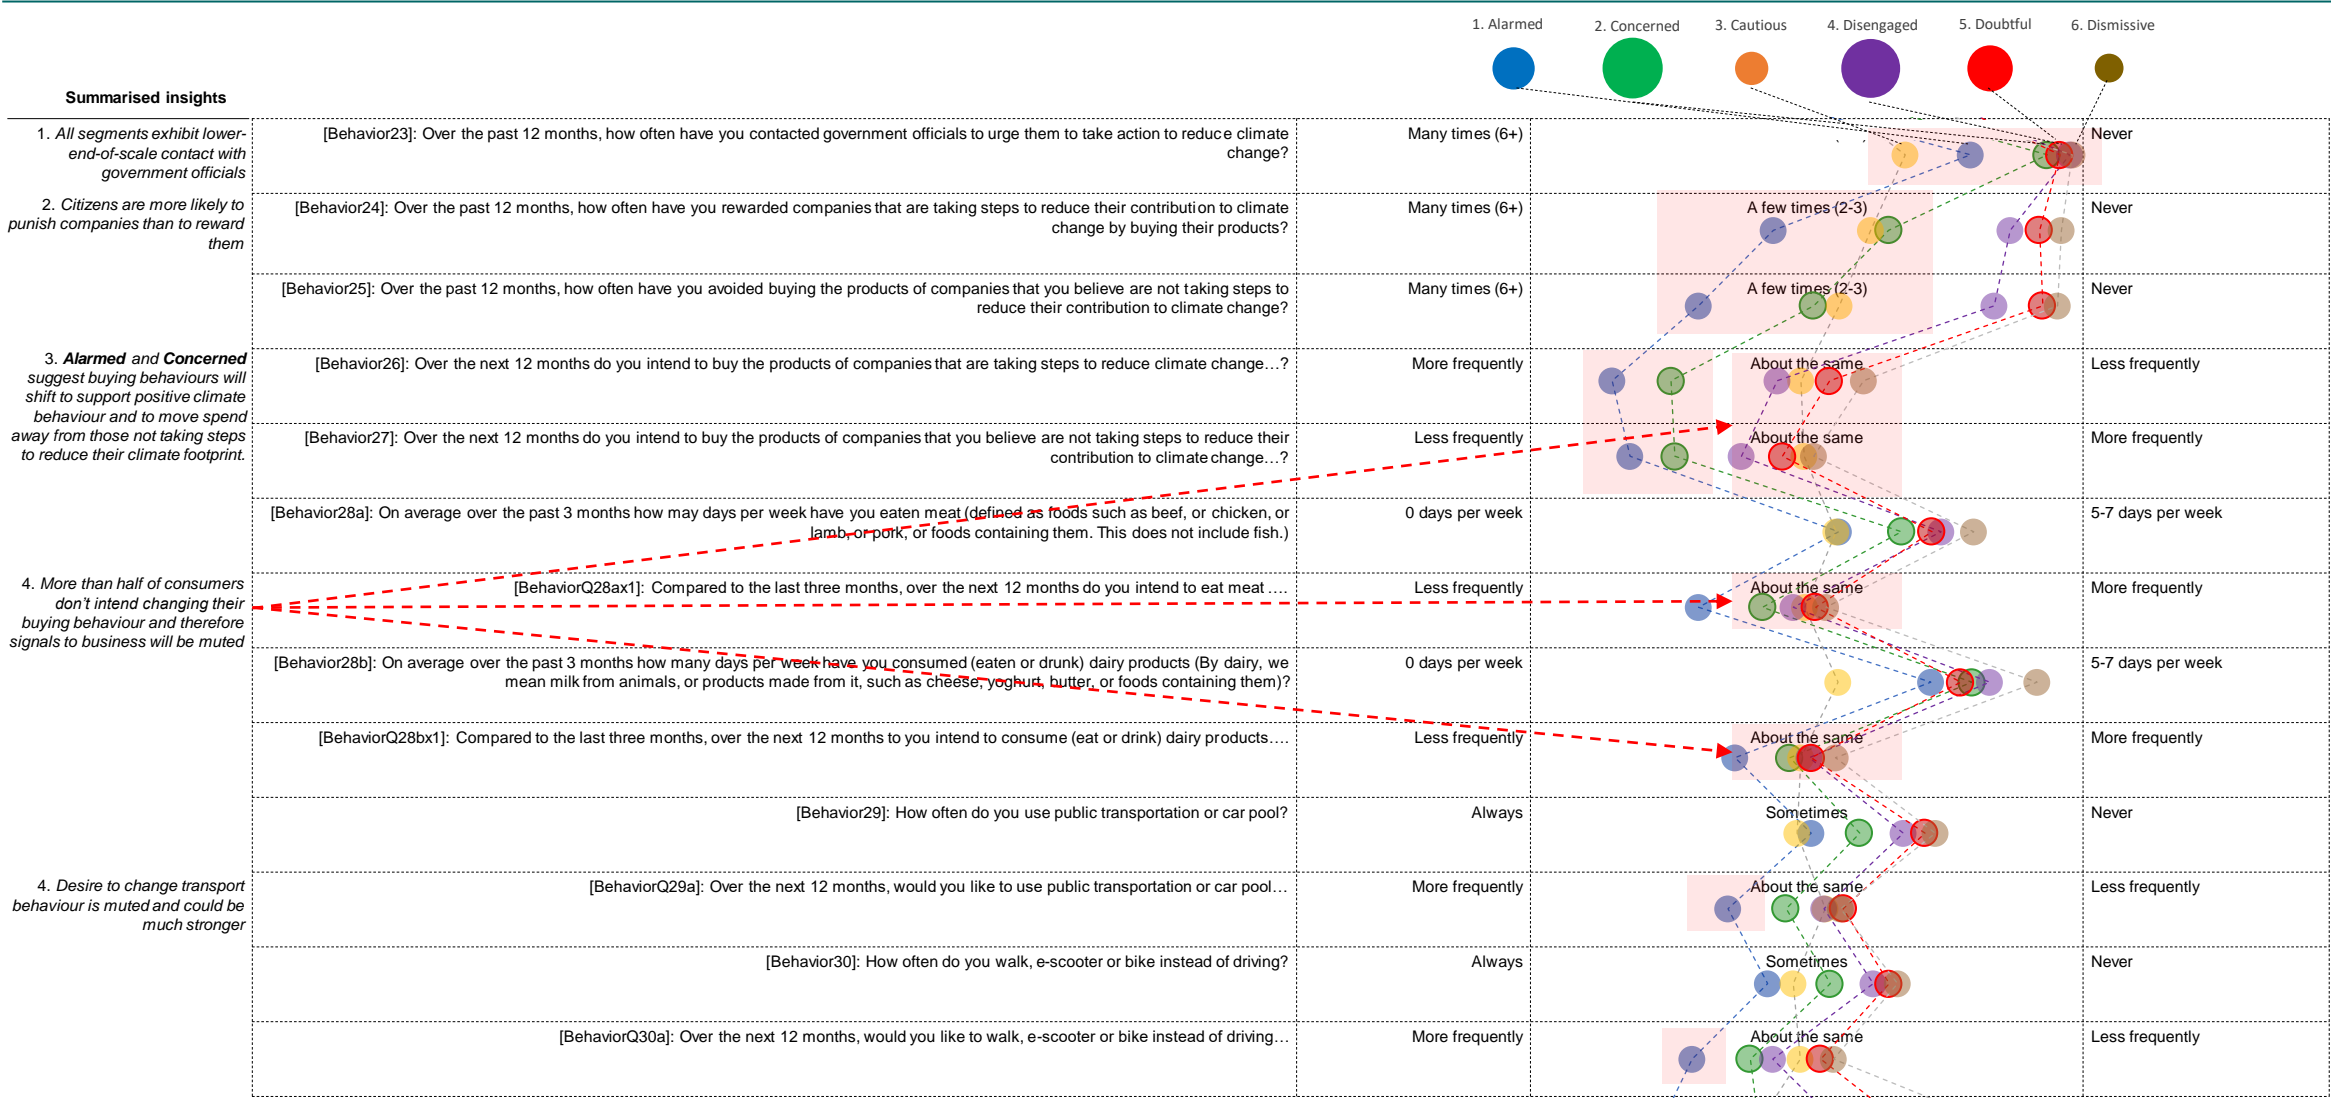 1. Alarmed
2. Concerned
3. Cautious
4. Disengaged
5. Doubtful
6. Dismissive
Summarised insights
1. All segments exhibit lower-
end-of-scale contact with
government officials
[Behavior23]: Over the past 12 months, how often have you contacted government officials to urge them to take action to reduce climate
change?
Many times (6+)
Never
2. Citizens are more likely to
punish companies than to reward
them
[Behavior24]: Over the past 12 months, how often have you rewarded companies that are taking steps to reduce their contribution to climate
change by buying their products?
Many times (6+)
A few times (2-3)
Never
[Behavior25]: Over the past 12 months, how often have you avoided buying the products of companies that you believe are not taking steps to
reduce their contribution to climate change?
Many times (6+)
A few times (2-3)
Never
3. Alarmed and Concerned
suggest buying behaviours will
shift to support positive climate
behaviour and to move spend
away from those not taking steps
to reduce their climate footprint.
[Behavior26]: Over the next 12 months do you intend to buy the products of companies that are taking steps to reduce climate change…?
More frequently
About the same
Less frequently
[Behavior27]: Over the next 12 months do you intend to buy the products of companies that you believe are not taking steps to reduce their
contribution to climate change…?
Less frequently
About the same
More frequently
[Behavior28a]: On average over the past 3 months how may days per week have you eaten meat (defined as foods such as beef, or chicken, or
lamb, or pork, or foods containing them. This does not include fish.)
0 days per week
5-7 days per week
4. More than half of consumers
don't intend changing their
buying behaviour and therefore
signals to business will be muted
[BehaviorQ28ax1]: Compared to the last three months, over the next 12 months do you intend to eat meat ….
Less frequently
About the same
More frequently
[Behavior28b]: On average over the past 3 months how many days per week have you consumed (eaten or drunk) dairy products (By dairy, we
mean milk from animals, or products made from it, such as cheese, yoghurt, butter, or foods containing them)?
0 days per week
5-7 days per week
[BehaviorQ28bx1]: Compared to the last three months, over the next 12 months to you intend to consume (eat or drink) dairy products….
Less frequently
About the same
More frequently
[Behavior29]: How often do you use public transportation or car pool?
Always
Sometimes
Never
4. Desire to change transport
behaviour is muted and could be
much stronger
[BehaviorQ29a]: Over the next 12 months, would you like to use public transportation or car pool…
More frequently
About the same
Less frequently
[Behavior30]: How often do you walk, e-scooter or bike instead of driving?
Always
Sometimes
Never
[BehaviorQ30a]: Over the next 12 months, would you like to walk, e-scooter or bike instead of driving…
More frequently
About the same
Less frequently